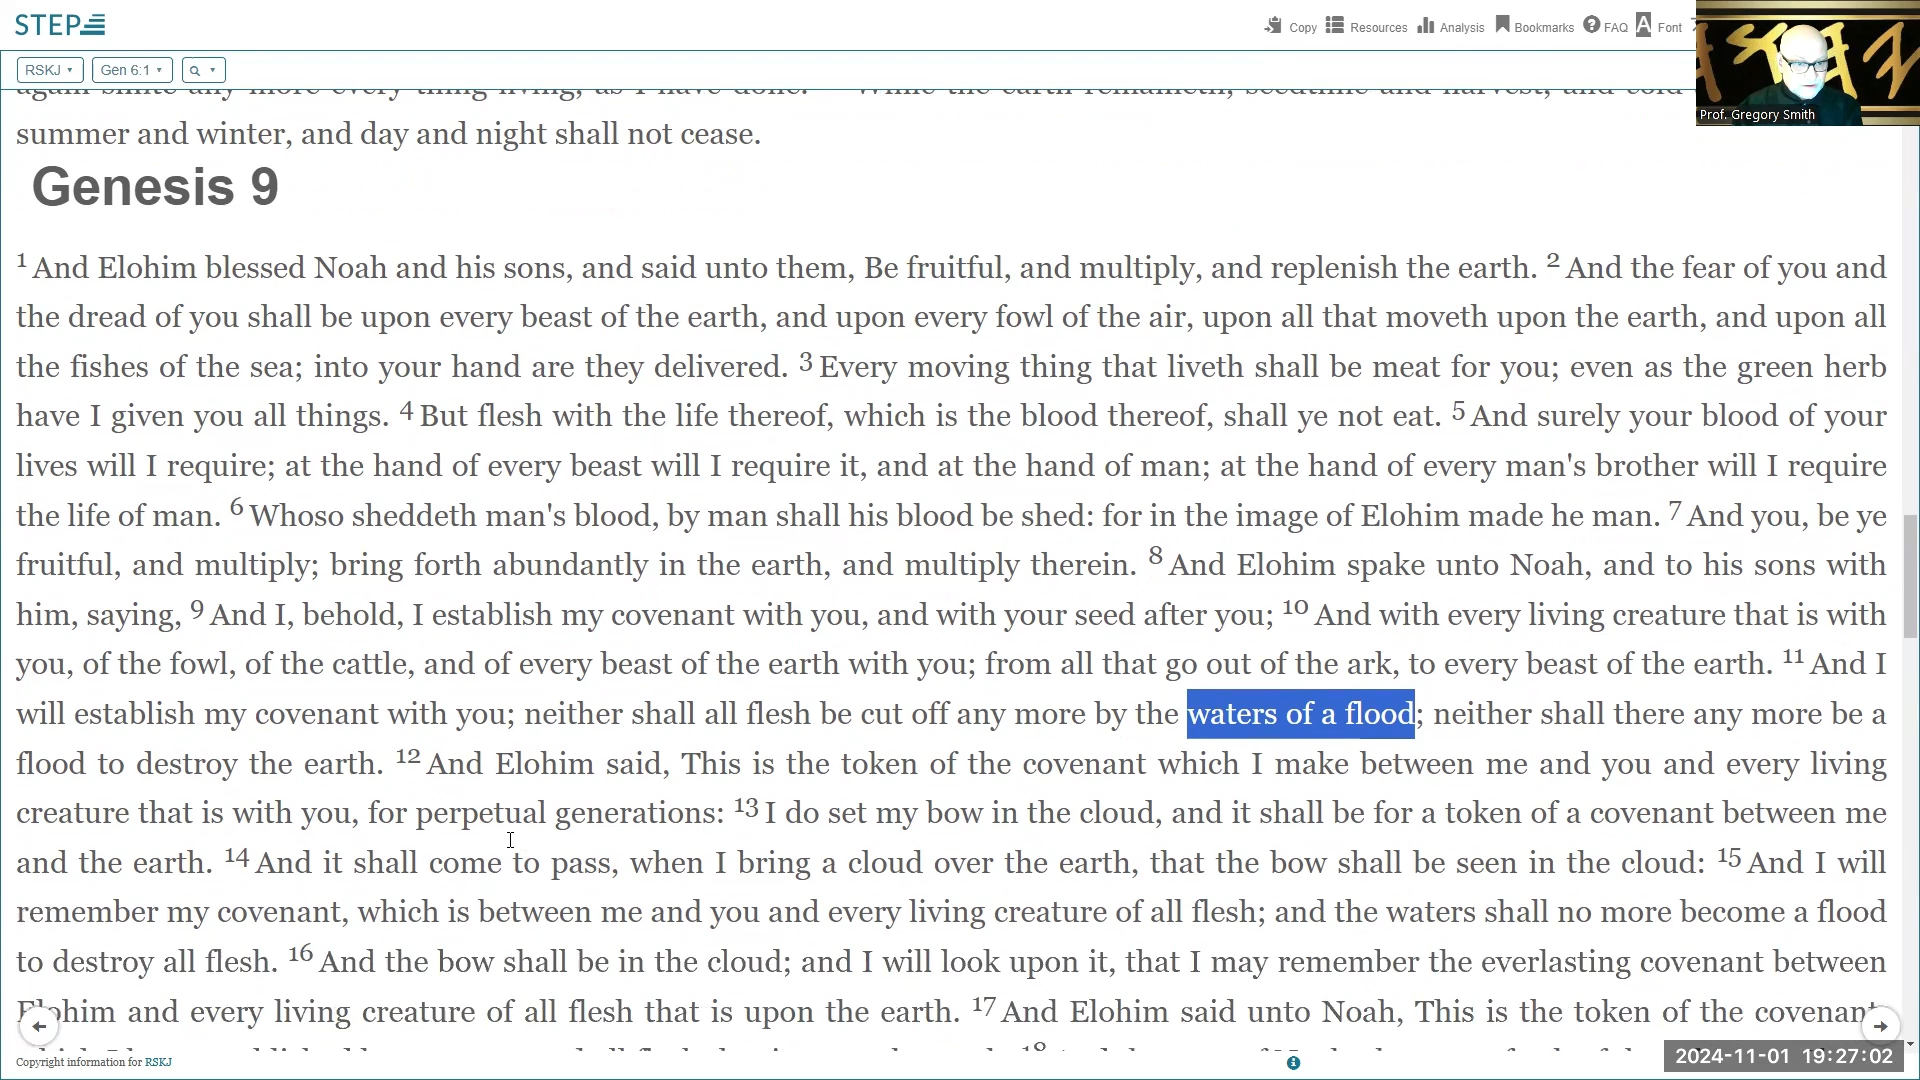 STEP
Copy Resources Analysis Bookmarks FAQ A Font
RSKJ Gen 6:1
Prof. Gregory Smith
again smite any more every thing living, as I have done. While the earth remaineth, seedtime and harvest, and cold
summer and winter, and day and night shall not cease.
Genesis 9
1 And Elohim blessed Noah and his sons, and said unto them, Be fruitful, and multiply, and replenish the earth. 2 And the fear of you and
the dread of you shall be upon every beast of the earth, and upon every fowl of the air, upon all that moveth upon the earth, and upon all
the fishes of the sea; into your hand are they delivered. 3 Every moving thing that liveth shall be meat for you; even as the green herb
have I given you all things. 4 But flesh with the life thereof, which is the blood thereof, shall ye not eat. 5 And surely your blood of your
lives will I require; at the hand of every beast will I require it, and at the hand of man; at the hand of every man's brother will I require
the life of man. 6 Whoso sheddeth man's blood, by man shall his blood be shed: for in the image of Elohim made he man. 7 And you, be ye
fruitful, and multiply; bring forth abundantly in the earth, and multiply therein. 8 And Elohim spake unto Noah, and to his sons with
him, saying, 9 And I, behold, I establish my covenant with you, and with your seed after you; 10 And with every living creature that is with
you, of the fowl, of the cattle, and of every beast of the earth with you; from all that go out of the ark, to every beast of the earth. 11 And I
will establish my covenant with you; neither shall all flesh be cut off any more by the waters of a flood; neither shall there any more be a
flood to destroy the earth. 12 And Elohim said, This is the token of the covenant which I make between me and you and every living
creature that is with you, for perpetual generations: 13 I do set my bow in the cloud, and it shall be for a token of a covenant between me
and the earth. 14 And it shall come to pass, when I bring a cloud over the earth, that the bow shall be seen in the cloud: 15 And I will
remember my covenant, which is between me and you and every living creature of all flesh; and the waters shall no more become a flood
to destroy all flesh. 16 And the bow shall be in the cloud; and I will look upon it, that I may remember the everlasting covenant between
Elohim and every living creature of all flesh that is upon the earth. 17 And Elohim said unto Noah, This is the token of the covenant,
Copyright information for RSKJ
2024-11-01 19:27:02